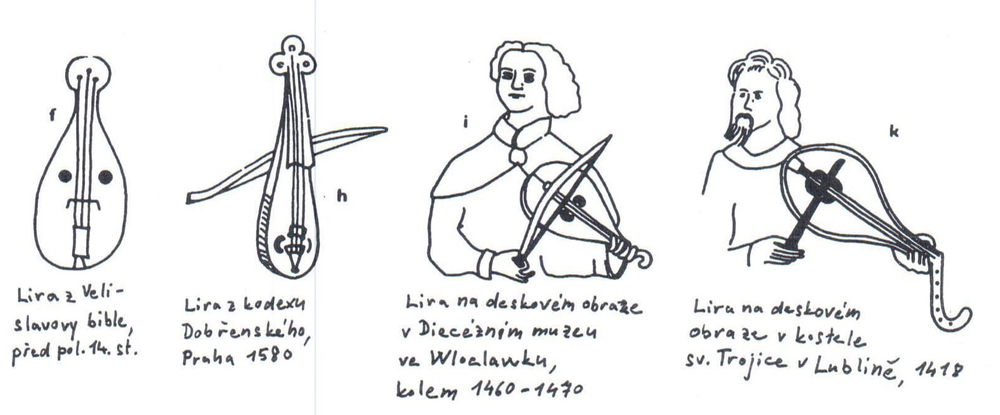 f
Lira z Veli-
slavovy bible,
před pol. 14. st.
h
Lira z kodexu
Dobřenského,
Praha 1580
i
Lira na deskovém obraze
v Diecézním muzeu
ve Wloclawku,
kolem 1460-1470
k
Lira na deskovém
obraze v kostele
sv. Trojice v Lublině, 1418